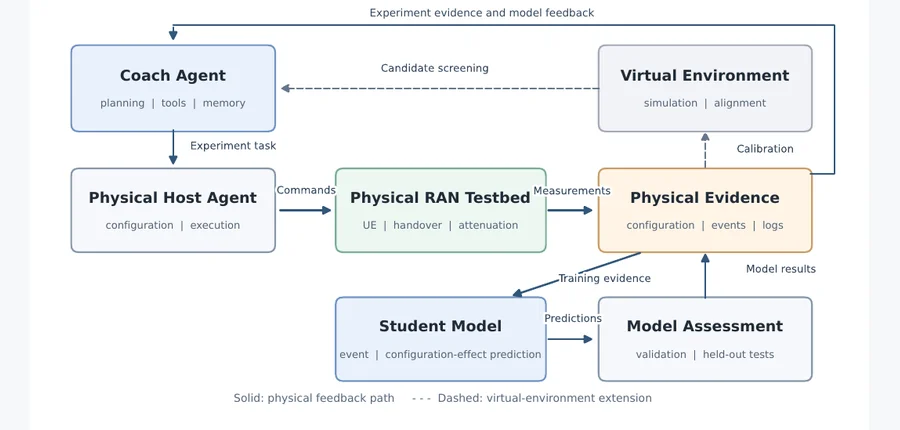 Experiment evidence and model feedback
Coach Agent
planning | tools | memory
Candidate screening
Virtual Environment
simulation | alignment
Experiment task
Calibration
Physical Host Agent
configuration | execution
Commands
Physical RAN Testbed
UE | handover | attenuation
Measurements
Physical Evidence
configuration | events | logs
Training evidence
Model results
Student Model
event | configuration-effect prediction
Predictions
Model Assessment
validation | held-out tests
Solid: physical feedback path - - - Dashed: virtual-environment extension